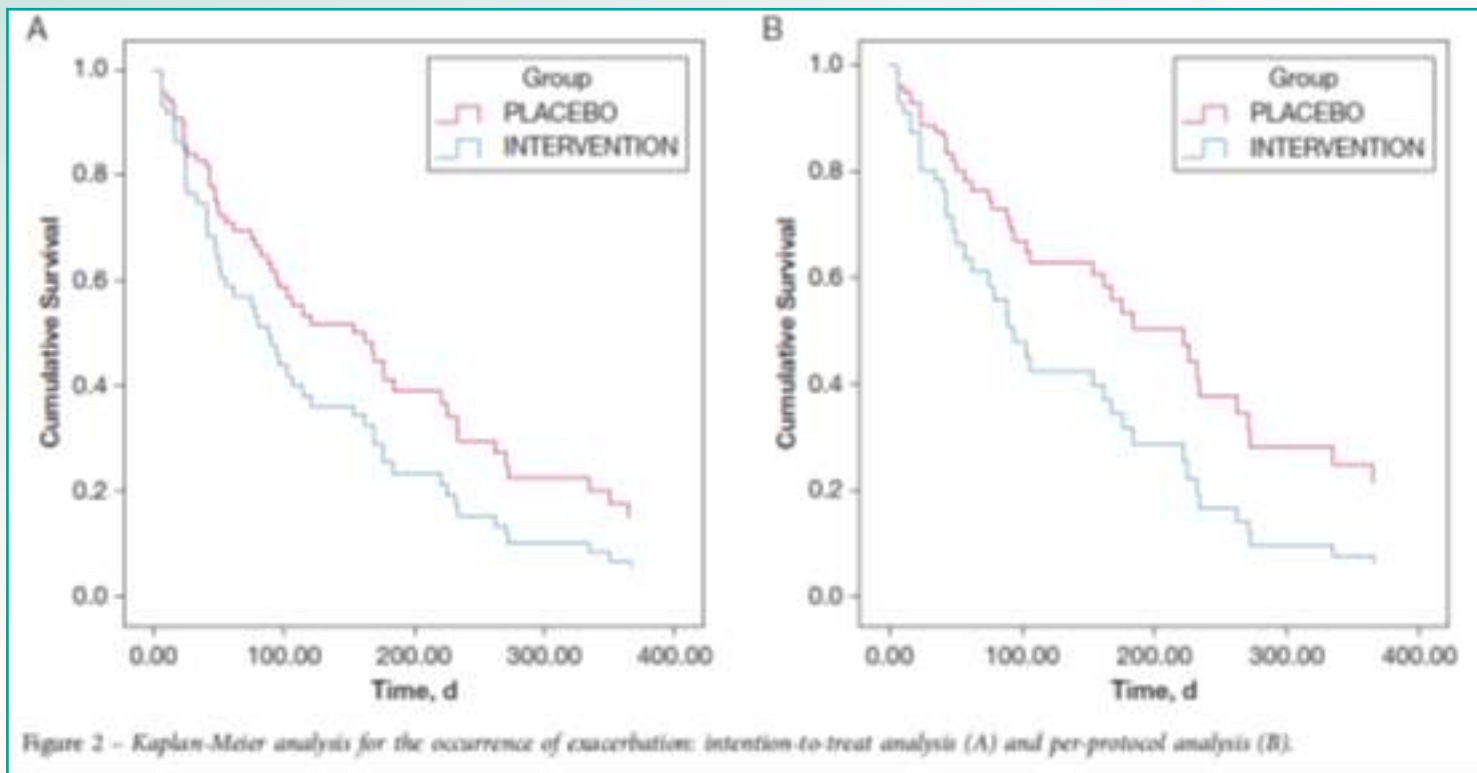 A
1.0
0.8
0.6
0.4
0.2
0.0
Cumulative Survival
Group
PLACEBO
INTERVENTION
0.00 100.00 200.00 300.00 400.00
Time, d
B
1.0
0.8
0.6
0.4
0.2
0.0
Cumulative Survival
Group
PLACEBO
INTERVENTION
0.00 100.00 200.00 300.00 400.00
Time, d
Figure 2 – Kaplan-Meier analysis for the occurrence of exacerbation: intention-to-treat analysis (A) and per-protocol analysis (B).